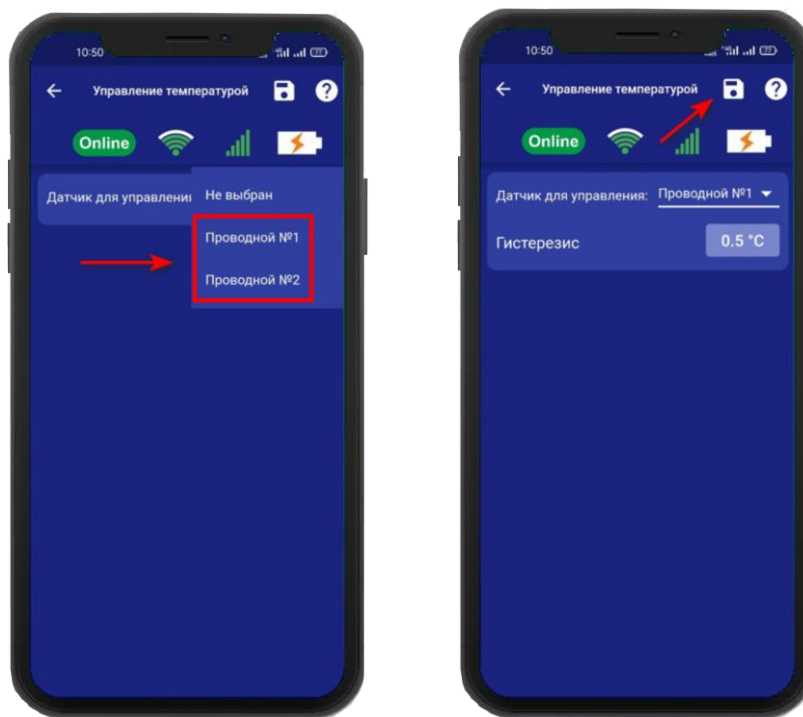 10:50
Управление температурой
Online
Датчик для управления
Не выбран
Проводной №1
Проводной №2
10:50
Управление температурой
?
Online
Датчик для управления: Проводной №1
Гистерезис 0.5 °C